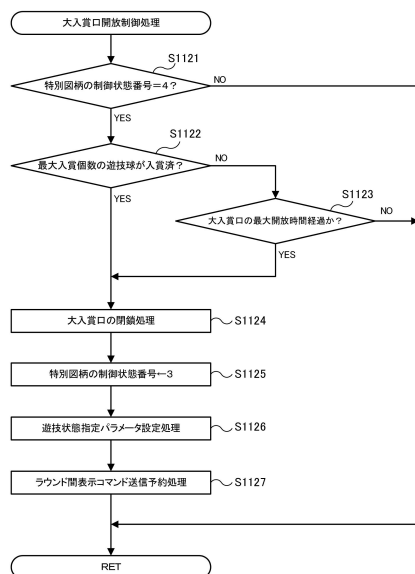 大入賞口開放制御処理
S1121
特別図柄の制御状態番号＝4？
NO
YES
S1122
最大入賞個数の遊技球が入賞済？
NO
YES
S1123
大入賞口の最大開放時間経過か？
NO
YES
大入賞口の閉鎖処理
S1124
特別図柄の制御状態番号←3
S1125
遊技状態指定パラメータ設定処理
S1126
ラウンド間表示コマンド送信予約処理
S1127
RET